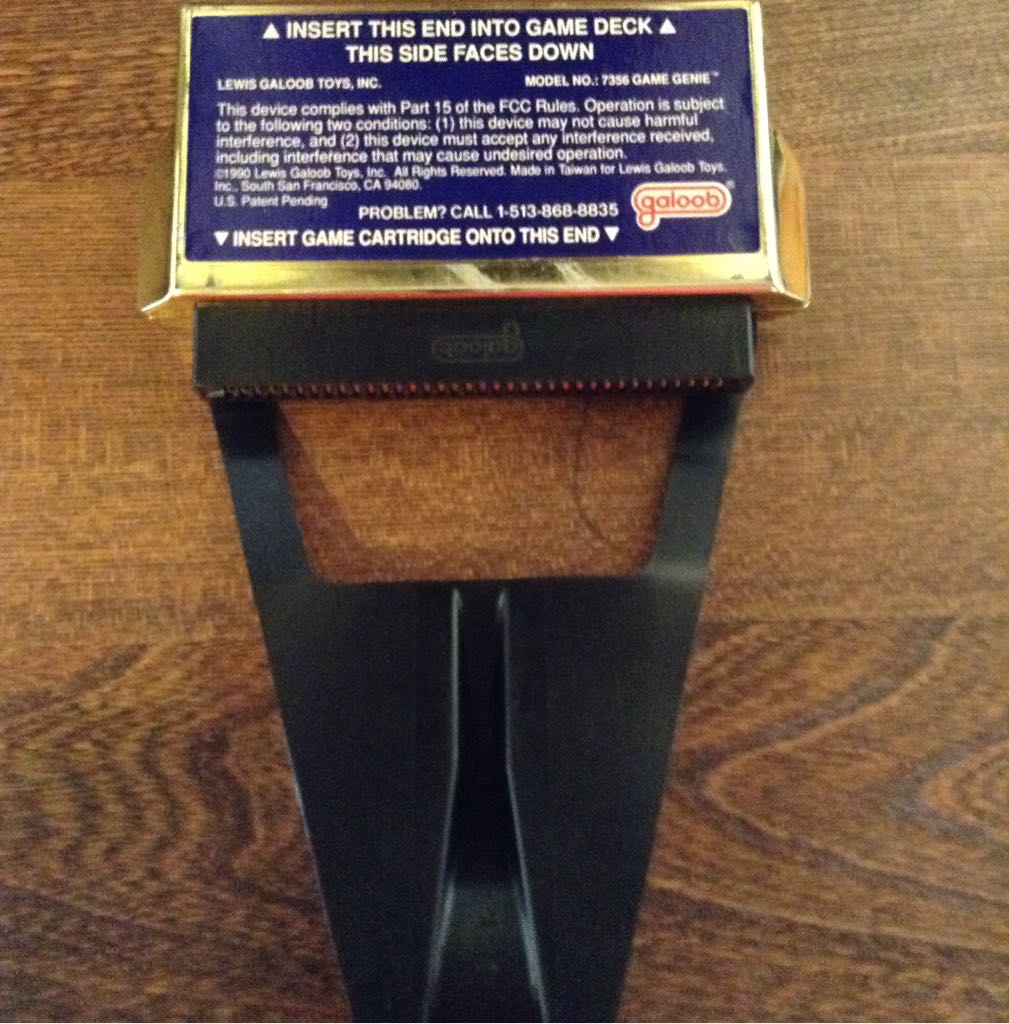 ▲ INSERT THIS END INTO GAME DECK ▲
THIS SIDE FACES DOWN
LEWIS GALOOB TOYS, INC. MODEL NO.: 7356 GAME GENIE™
This device complies with Part 15 of the FCC Rules. Operation is subject
to the following two conditions: (1) this device may not cause harmful
interference, and (2) this device must accept any interference received,
including interference that may cause undesired operation.
©1990 Lewis Galoob Toys, Inc. All Rights Reserved. Made in Taiwan for Lewis Galoob Toys,
Inc., South San Francisco, CA 94080.
U.S. Patent Pending
PROBLEM? CALL 1-513-868-8835
galoob®
▼ INSERT GAME CARTRIDGE ONTO THIS END ▼
galoob